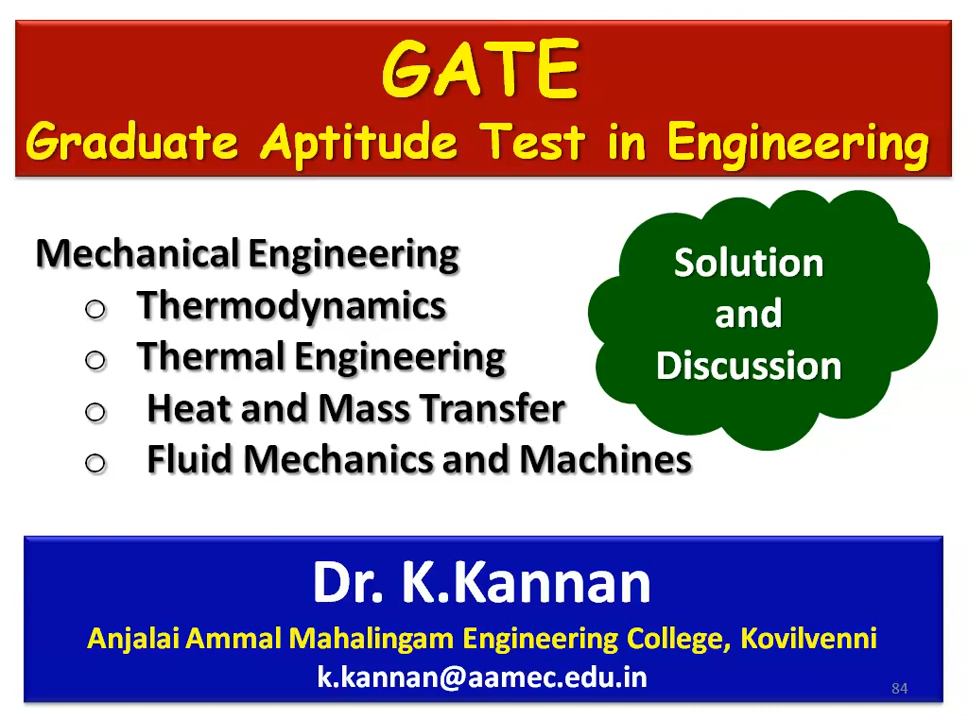 GATE
Graduate Aptitude Test in Engineering
Mechanical Engineering
o Thermodynamics
o Thermal Engineering
o Heat and Mass Transfer
o Fluid Mechanics and Machines
Solution
and
Discussion
Dr. K.Kannan
Anjalai Ammal Mahalingam Engineering College, Kovilvenni
k.kannan@aamec.edu.in
84